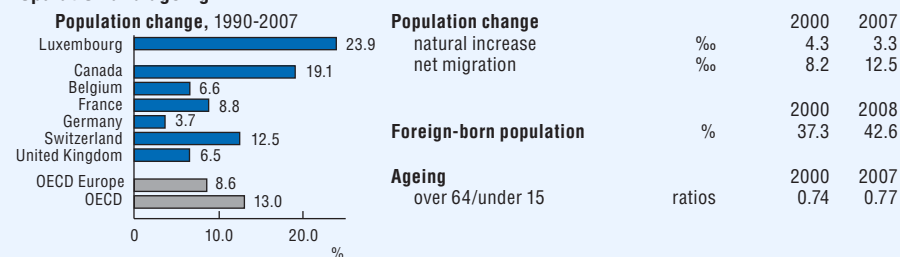 Population change, 1990-2007
Luxembourg 23.9
Canada 19.1
Belgium 6.6
France 8.8
Germany 3.7
Switzerland 12.5
United Kingdom 6.5
OECD Europe 8.6
OECD 13.0
0 10.0 20.0
%
Population change 2000 2007
natural increase ‰ 4.3 3.3
net migration ‰ 8.2 12.5
2000 2008
Foreign-born population % 37.3 42.6
Ageing 2000 2007
over 64/under 15 ratios 0.74 0.77